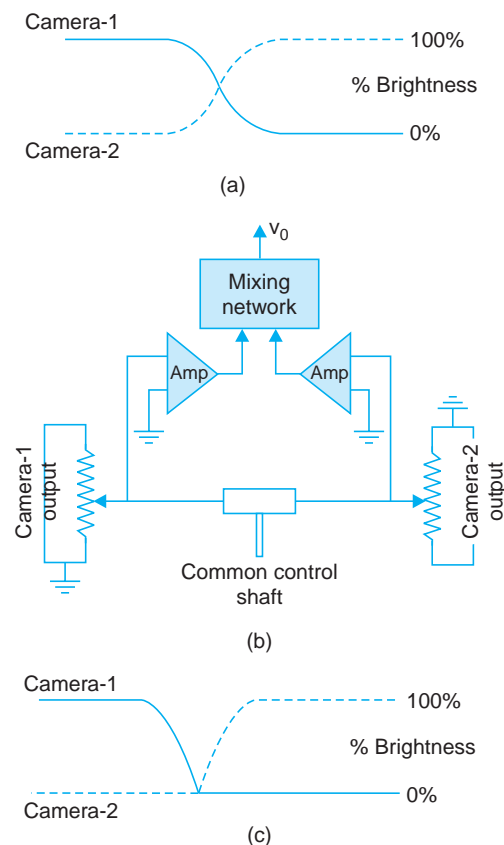 Camera-1
100%
% Brightness
0%
Camera-2
(a)
v0
Mixing
network
Amp
Amp
Camera-1
output
Camera-2
output
Common control
shaft
(b)
Camera-1
100%
% Brightness
0%
Camera-2
(c)